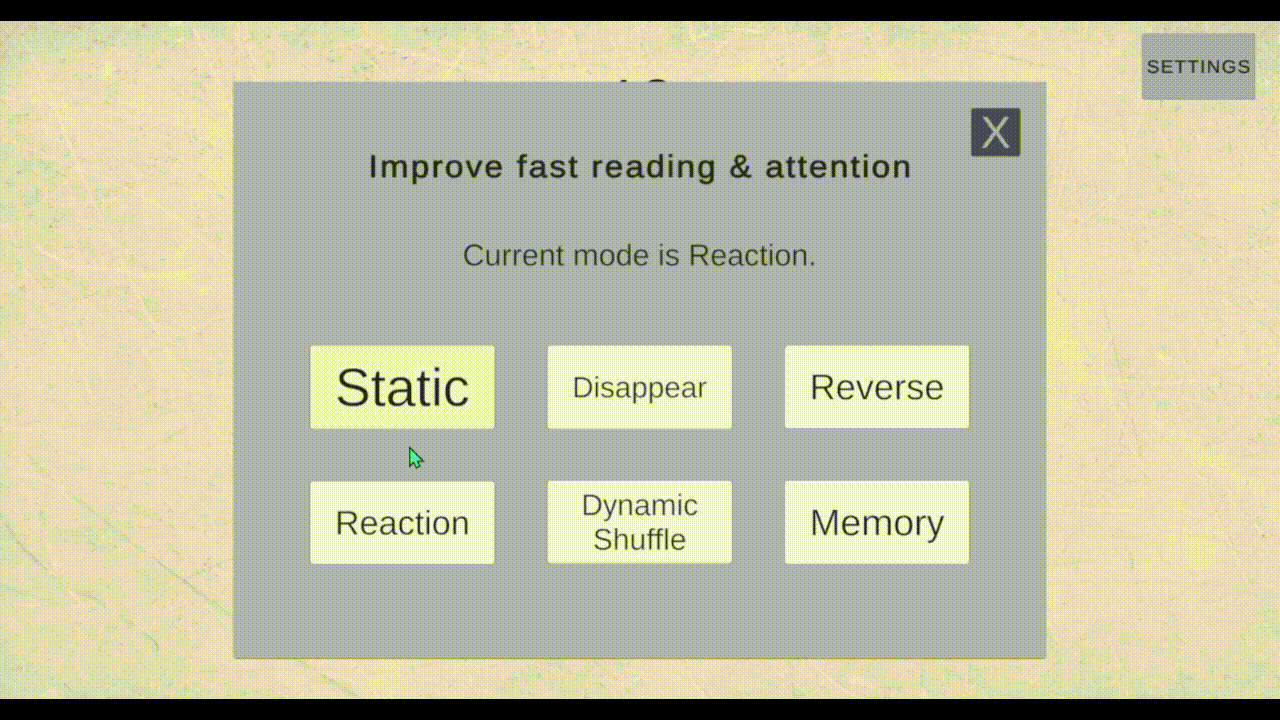 SETTINGS
X
Improve fast reading & attention
Current mode is Reaction.
Static
Disappear
Reverse
Reaction
Dynamic
Shuffle
Memory